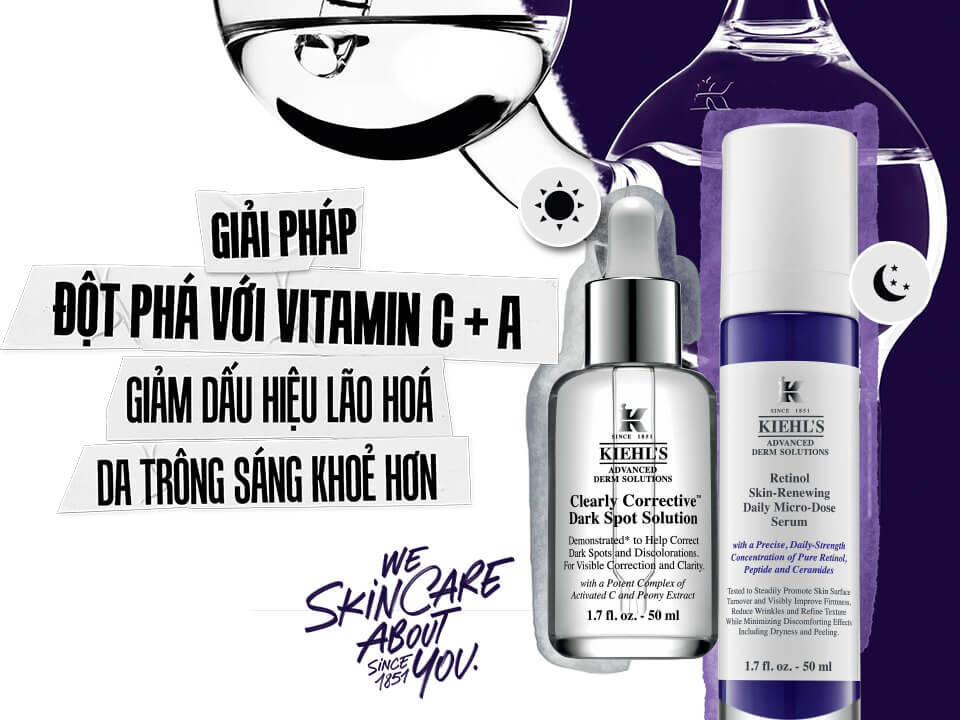 GIẢI PHÁP
ĐỘT PHÁ VỚI VITAMIN C + A
GIẢM DẤU HIỆU LÃO HOÁ
DA TRÔNG SÁNG KHOẺ HƠN
WE
SKINCARE
ABOUT
SINCE
1851
YOU.
K
SINCE 1851
KIEHL'S
ADVANCED
DERM SOLUTIONS
Clearly Corrective™
Dark Spot Solution
Demonstrated* to Help Correct
Dark Spots and Discolorations.
For Visible Correction and Clarity.
with a Potent Complex of
Activated C and Peony Extract
1.7 fl. oz. - 50 ml
K
SINCE 1851
KIEHL'S
ADVANCED
DERM SOLUTIONS
Retinol
Skin-Renewing
Daily Micro-Dose
Serum
with a Precise, Daily-Strength
Concentration of Pure Retinol,
Peptide and Ceramides
Tested to Steadily Promote Skin Surface
Turnover and Visibly Improve Firmness,
Reduce Wrinkles and Refine Texture
While Minimizing Discomforting Effects
Including Dryness and Peeling.
1.7 fl. oz. - 50 ml